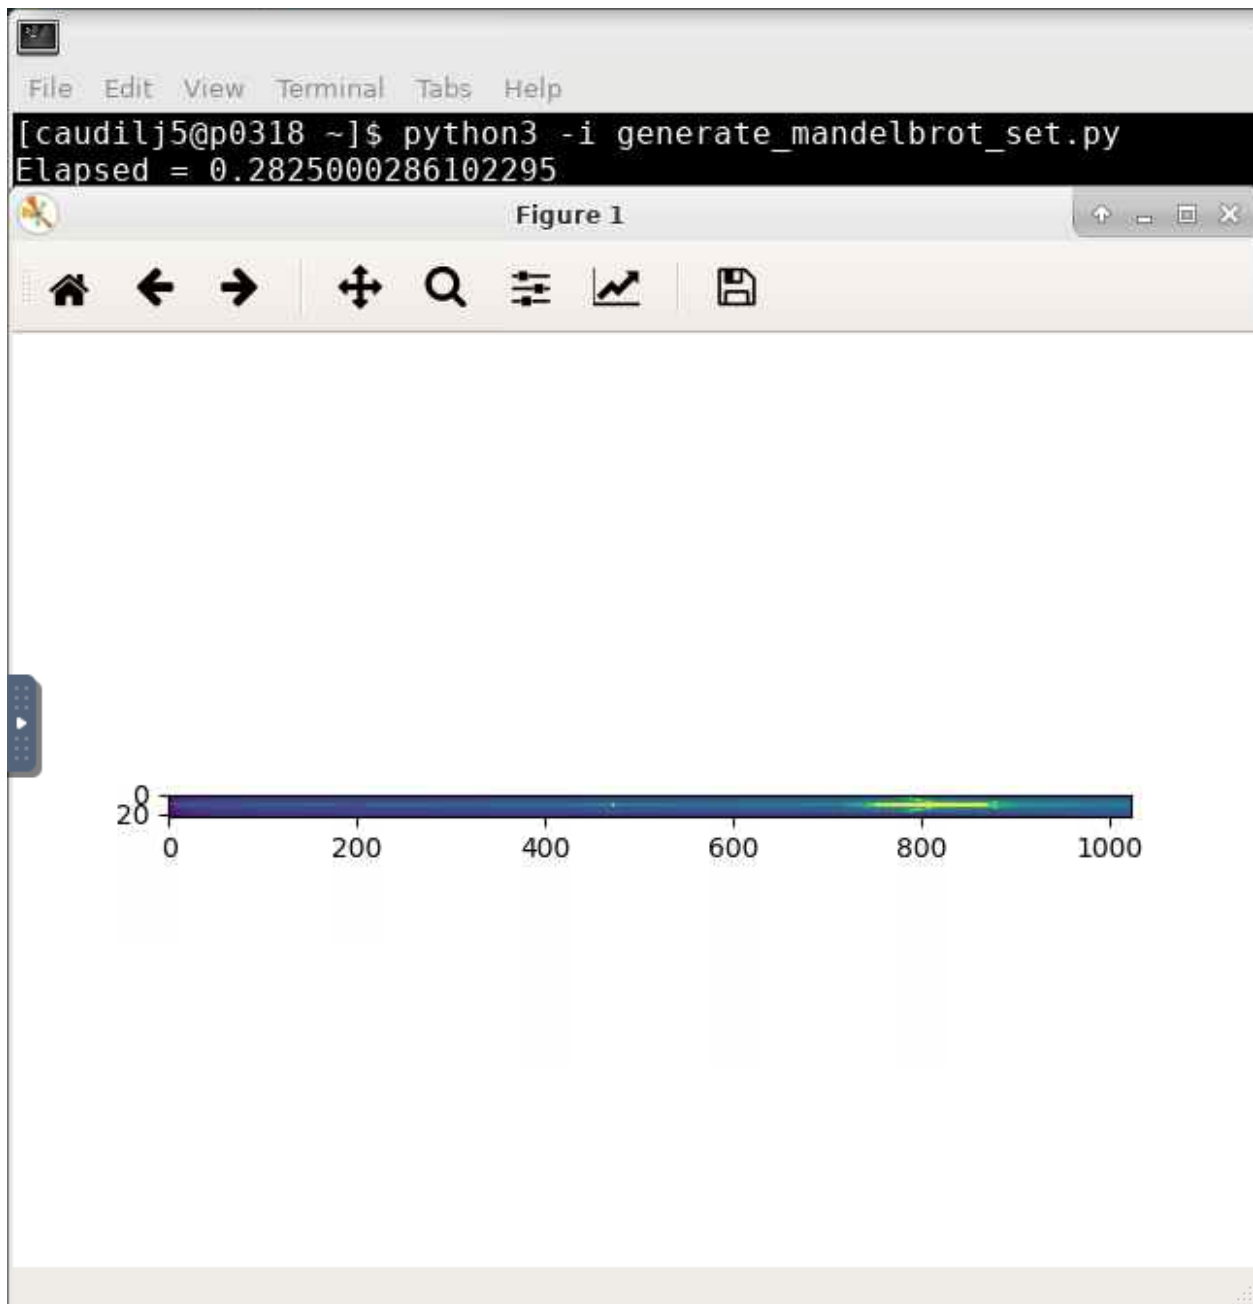 File Edit View Terminal Tabs Help
[caudilj5@p0318 ~]$ python3 -i generate_mandelbrot_set.py
Elapsed = 0.2825000286102295
Figure 1
0
20
0 200 400 600 800 1000